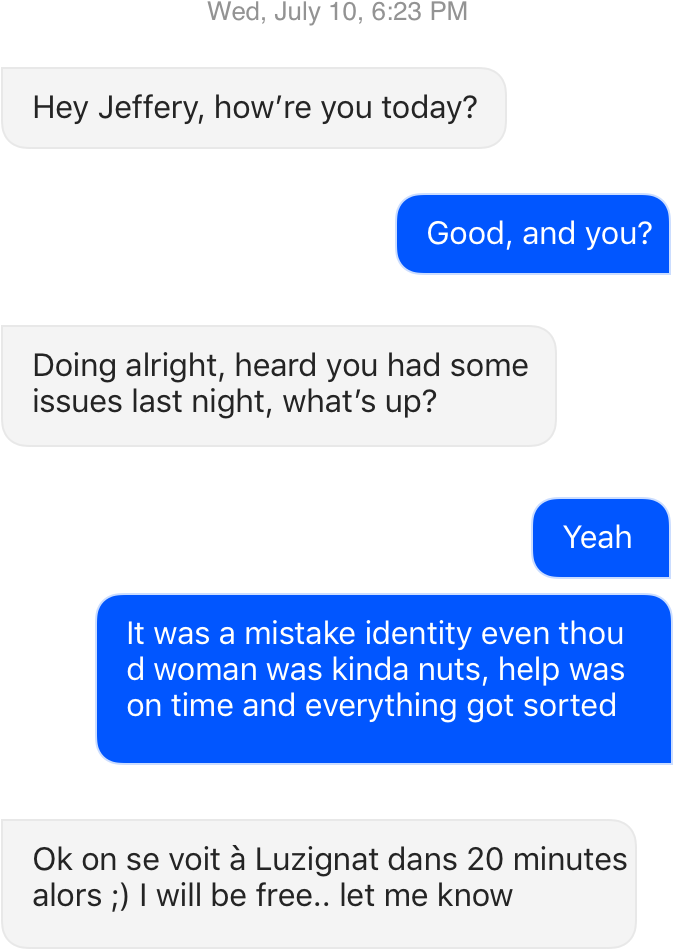 Wed, July 10, 6:23 PM
Hey Jeffery, how’re you today?
Good, and you?
Doing alright, heard you had some
issues last night, what’s up?
Yeah
It was a mistake identity even thou
d woman was kinda nuts, help was
on time and everything got sorted
Ok on se voit à Luzignat dans 20 minutes
alors ;) I will be free.. let me know